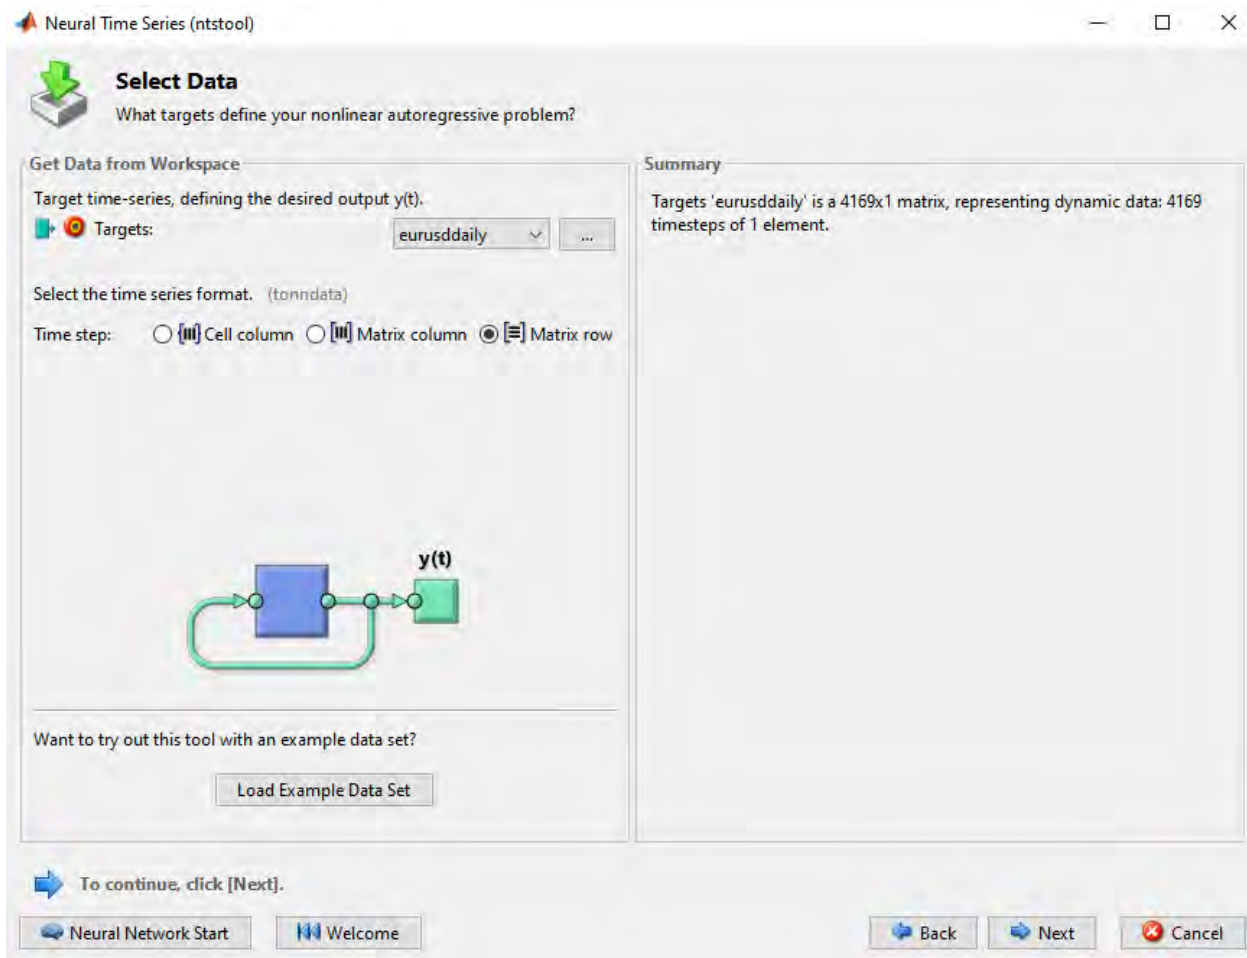 Neural Time Series (ntstool)
Select Data
What targets define your nonlinear autoregressive problem?
Get Data from Workspace
Target time-series, defining the desired output y(t).
Targets:
eurusddaily
...
Select the time series format. (tonndata)
Time step:
Cell column
Matrix column
Matrix row
y(t)
Want to try out this tool with an example data set?
Load Example Data Set
Summary
Targets 'eurusddaily' is a 4169x1 matrix, representing dynamic data: 4169
timesteps of 1 element.
To continue, click [Next].
Neural Network Start
Welcome
Back
Next
Cancel